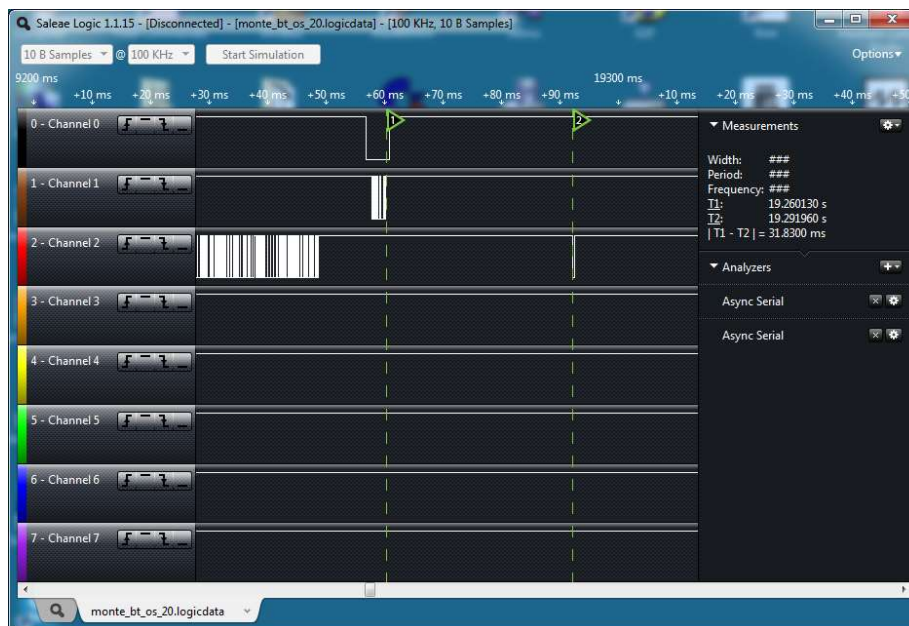 Saleae Logic 1.1.15 - [Disconnected] - [monte_bt_os_20.logicdata] - [100 KHz, 10 B Samples]
10 B Samples @ 100 KHz Start Simulation Options
9200 ms 19300 ms
+10 ms +20 ms +30 ms +40 ms +50 ms +60 ms +70 ms +80 ms +90 ms +10 ms +20 ms +30 ms +40 ms +50
0 - Channel 0
1 2
1 - Channel 1
2 - Channel 2
3 - Channel 3
4 - Channel 4
5 - Channel 5
6 - Channel 6
7 - Channel 7
Measurements
Width: ###
Period: ###
Frequency: ###
T1: 19.260130 s
T2: 19.291960 s
| T1 - T2 | = 31.8300 ms
Analyzers
Async Serial
Async Serial
monte_bt_os_20.logicdata